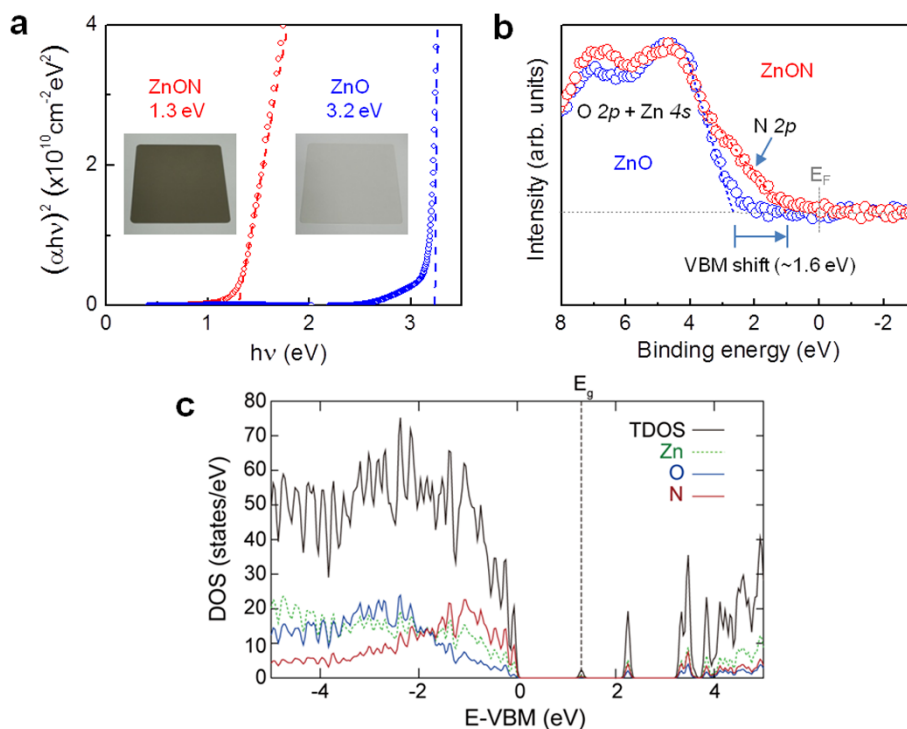 a
4
3
2
1
0
(αhν)² (x10¹⁰cm⁻²eV²)
ZnON
1.3 eV
ZnO
3.2 eV
0 1 2 3
hν (eV)
b
Intensity (arb. units)
ZnON
O 2p + Zn 4s
N 2p
ZnO
E_F
VBM shift (~1.6 eV)
8 6 4 2 0 -2
Binding energy (eV)
c
E_g
80
70
60
50
40
30
20
10
0
DOS (states/eV)
TDOS
Zn
O
N
-4 -2 0 2 4
E-VBM (eV)